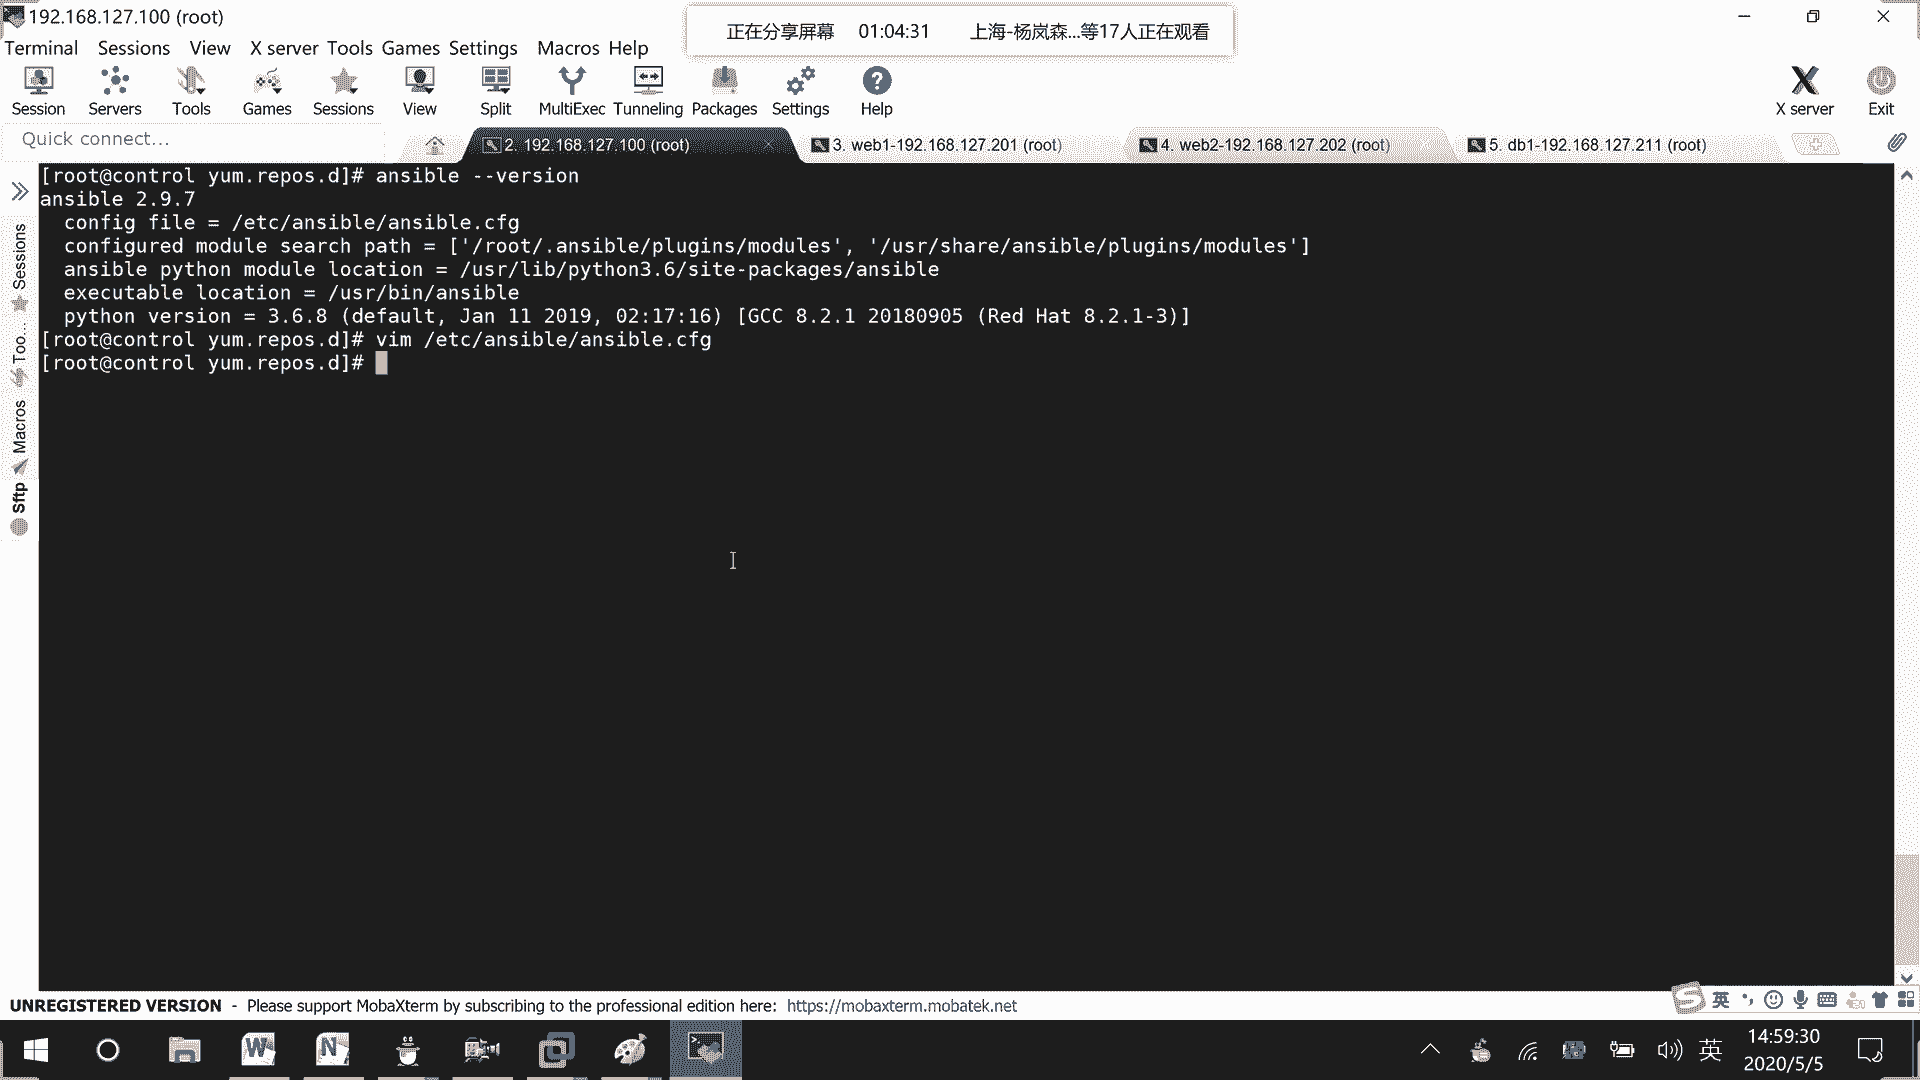 192.168.127.100 (root)
正在分享屏幕 01:04:31 上海-杨岚森...等17人正在观看
Terminal Sessions View X server Tools Games Settings Macros Help
Session Servers Tools Games Sessions View Split MultiExec Tunneling Packages Settings Help X server Exit
Quick connect...
2. 192.168.127.100 (root)
3. web1-192.168.127.201 (root)
4. web2-192.168.127.202 (root)
5. db1-192.168.127.211 (root)
Sessions
Too...
Macros
Sftp
[root@control yum.repos.d]# ansible --version
ansible 2.9.7
config file = /etc/ansible/ansible.cfg
configured module search path = ['/root/.ansible/plugins/modules', '/usr/share/ansible/plugins/modules']
ansible python module location = /usr/lib/python3.6/site-packages/ansible
executable location = /usr/bin/ansible
python version = 3.6.8 (default, Jan 11 2019, 02:17:16) [GCC 8.2.1 20180905 (Red Hat 8.2.1-3)]
[root@control yum.repos.d]# vim /etc/ansible/ansible.cfg
[root@control yum.repos.d]#
UNREGISTERED VERSION - Please support MobaXterm by subscribing to the professional edition here: https://mobaxterm.mobatek.net
英
英
14:59:30
2020/5/5